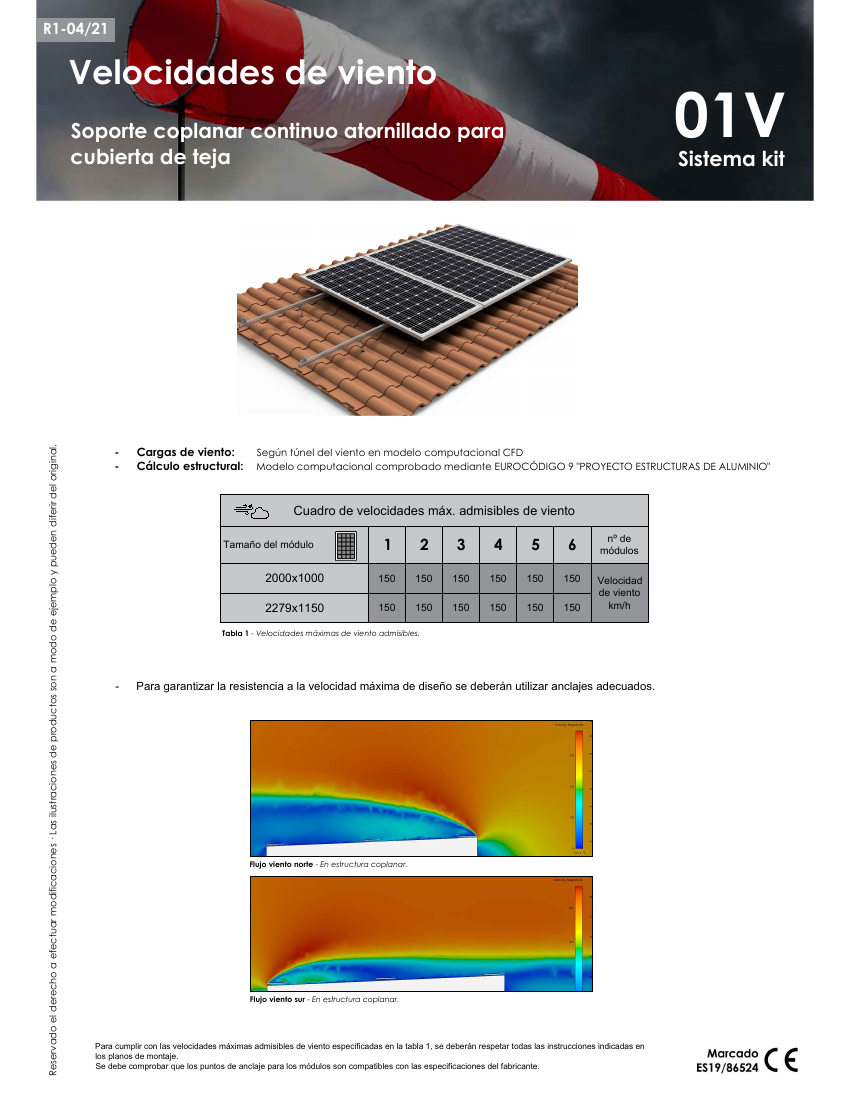 R1-04/21
Velocidades de viento
Soporte coplanar continuo atornillado para
cubierta de teja
01V
Sistema kit
- Cargas de viento: Según túnel del viento en modelo computacional CFD
- Cálculo estructural: Modelo computacional comprobado mediante EUROCÓDIGO 9 "PROYECTO ESTRUCTURAS DE ALUMINIO"
Cuadro de velocidades máx. admisibles de viento
Tamaño del módulo 1 2 3 4 5 6 nº de módulos
2000x1000 150 150 150 150 150 150
2279x1150 150 150 150 150 150 150
Velocidad
de viento
km/h
Tabla 1 - Velocidades máximas de viento admisibles.
- Para garantizar la resistencia a la velocidad máxima de diseño se deberán utilizar anclajes adecuados.
Flujo viento norte - En estructura coplanar.
Flujo viento sur - En estructura coplanar.
Reservado el derecho a efectuar modificaciones · Las ilustraciones de productos son a modo de ejemplo y pueden diferir del original.
Para cumplir con las velocidades máximas admisibles de viento especificadas en la tabla 1, se deberán respetar todas las instrucciones indicadas en
los planos de montaje.
Se debe comprobar que los puntos de anclaje para los módulos son compatibles con las especificaciones del fabricante.
Marcado
ES19/86524
CE